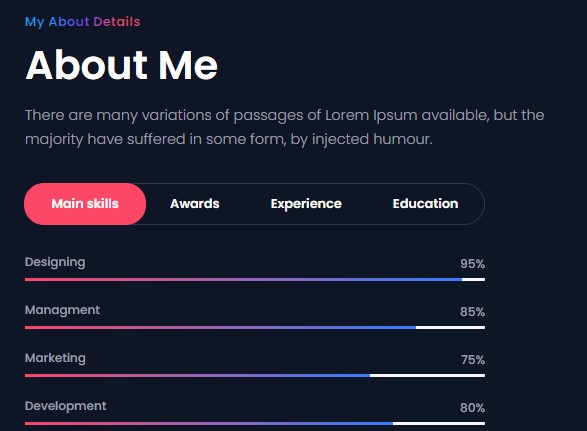 My About Details
About Me
There are many variations of passages of Lorem Ipsum available, but the
majority have suffered in some form, by injected humour.
Main skills Awards Experience Education
Designing 95%
Managment 85%
Marketing 75%
Development 80%